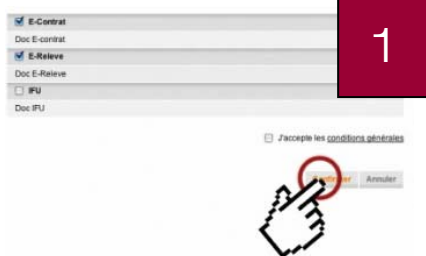 E-Contrat
1
Doc E-contrat
E-Releve
Doc E-Releve
IFU
Doc IFU
J'accepte les conditions générales
Annuler